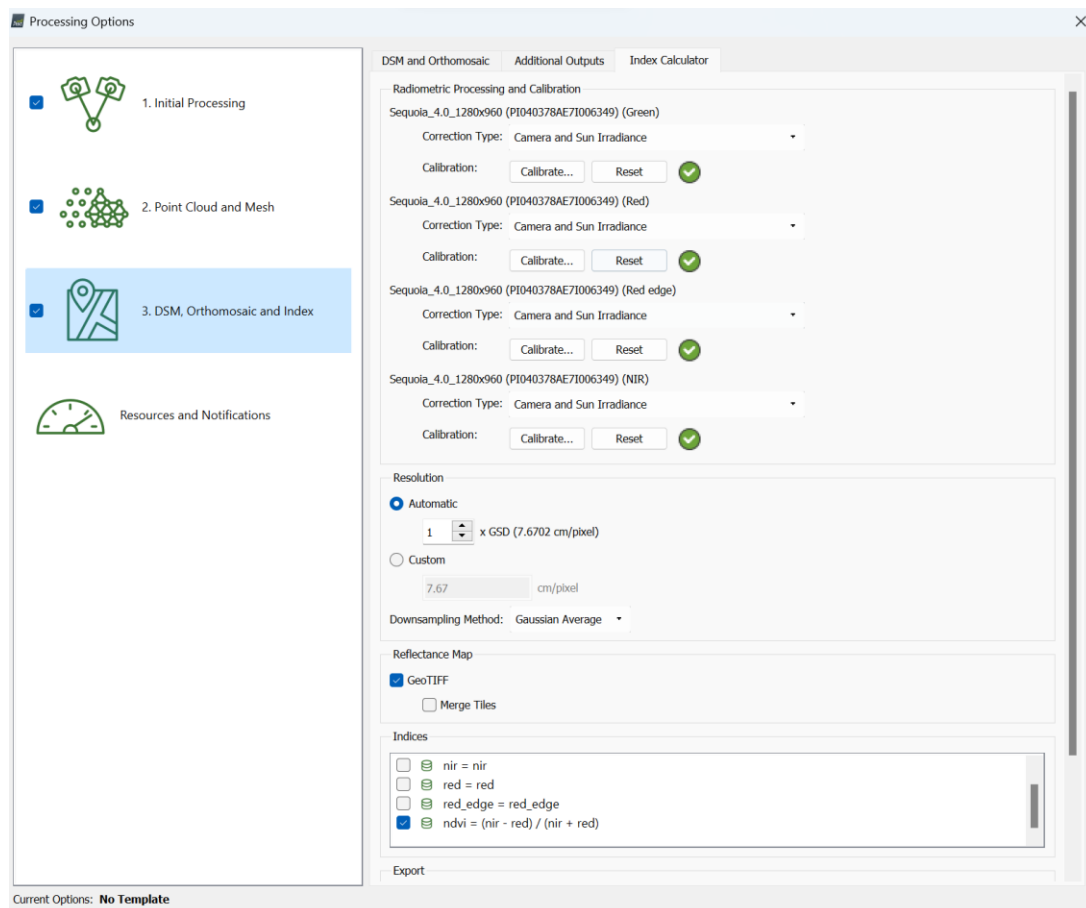 Processing Options
1. Initial Processing
2. Point Cloud and Mesh
3. DSM, Orthomosaic and Index
Resources and Notifications
DSM and Orthomosaic Additional Outputs Index Calculator
Radiometric Processing and Calibration
Sequoia_4.0_1280x960 (PI040378AE7I006349) (Green)
Correction Type: Camera and Sun Irradiance
Calibration: Calibrate... Reset
Sequoia_4.0_1280x960 (PI040378AE7I006349) (Red)
Correction Type: Camera and Sun Irradiance
Calibration: Calibrate... Reset
Sequoia_4.0_1280x960 (PI040378AE7I006349) (Red edge)
Correction Type: Camera and Sun Irradiance
Calibration: Calibrate... Reset
Sequoia_4.0_1280x960 (PI040378AE7I006349) (NIR)
Correction Type: Camera and Sun Irradiance
Calibration: Calibrate... Reset
Resolution
Automatic
1 x GSD (7.6702 cm/pixel)
Custom
7.67 cm/pixel
Downsampling Method: Gaussian Average
Reflectance Map
GeoTIFF
Merge Tiles
Indices
nir = nir
red = red
red_edge = red_edge
ndvi = (nir - red) / (nir + red)
Export
Current Options: No Template